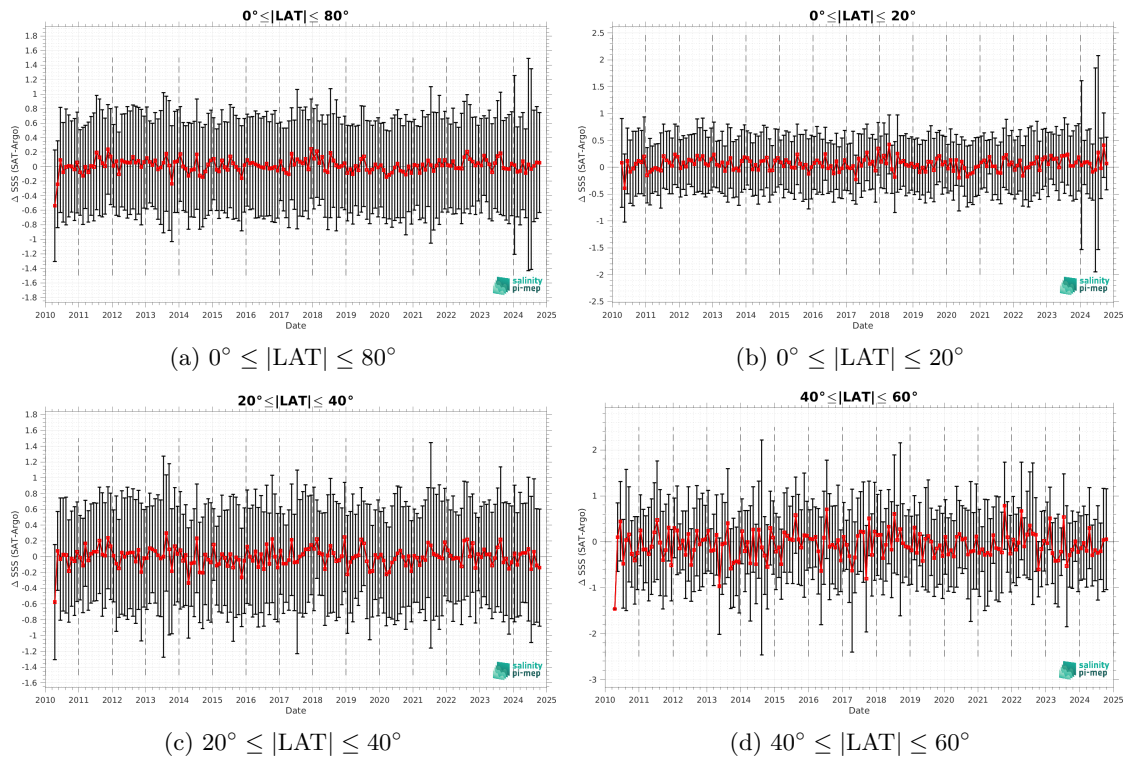 0°≤|LAT|≤ 80°
Δ SSS (SAT-Argo)
1.8
1.6
1.4
1.2
1
0.8
0.6
0.4
0.2
0
-0.2
-0.4
-0.6
-0.8
-1
-1.2
-1.4
-1.6
-1.8
2010 2011 2012 2013 2014 2015 2016 2017 2018 2019 2020 2021 2022 2023 2024 2025
Date
salinity
pi-mep
(a) 0° ≤ |LAT| ≤ 80°
0°≤|LAT|≤ 20°
Δ SSS (SAT-Argo)
2.5
2
1.5
1
0.5
0
-0.5
-1
-1.5
-2
-2.5
2010 2011 2012 2013 2014 2015 2016 2017 2018 2019 2020 2021 2022 2023 2024 2025
Date
salinity
pi-mep
(b) 0° ≤ |LAT| ≤ 20°
20°≤|LAT|≤ 40°
Δ SSS (SAT-Argo)
1.8
1.6
1.4
1.2
1
0.8
0.6
0.4
0.2
0
-0.2
-0.4
-0.6
-0.8
-1
-1.2
-1.4
-1.6
2010 2011 2012 2013 2014 2015 2016 2017 2018 2019 2020 2021 2022 2023 2024 2025
Date
salinity
pi-mep
(c) 20° ≤ |LAT| ≤ 40°
40°≤|LAT|≤ 60°
Δ SSS (SAT-Argo)
2
1
0
-1
-2
-3
2010 2011 2012 2013 2014 2015 2016 2017 2018 2019 2020 2021 2022 2023 2024 2025
Date
salinity
pi-mep
(d) 40° ≤ |LAT| ≤ 60°